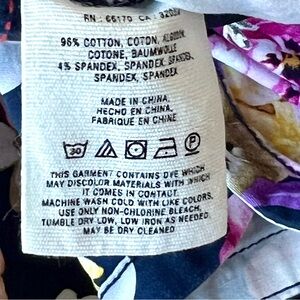 RN: 66170 CA:
96% COTTON, COTON, ALGODON,
COTONE, BAUMWOLLE
4% SPANDEX, SPANDEX, SPANDEX,
SPANDEX, SPANDEX
MADE IN CHINA,
HECHO EN CHINA,
FABRIQUÉ EN CHINE
30 P
THIS GARMENT CONTAINS DYE WHICH
MAY DISCOLOR MATERIALS WITH WHICH
IT COMES IN CONTACT.
MACHINE WASH COLD WITH LIKE COLORS,
USE ONLY NON-CHLORINE BLEACH,
TUMBLE DRY LOW, LOW IRON AS NEEDED.
MAY BE DRY CLEANED